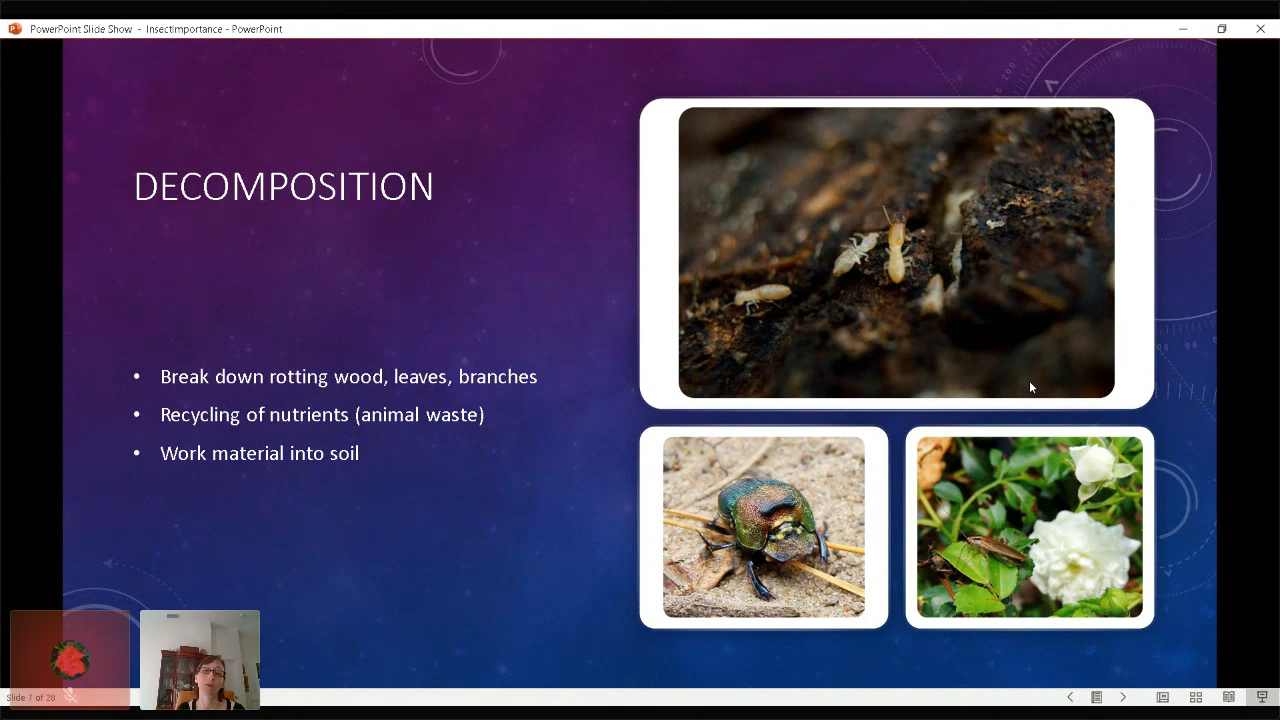 PowerPoint Slide Show - InsectImportance - PowerPoint
DECOMPOSITION
• Break down rotting wood, leaves, branches
• Recycling of nutrients (animal waste)
• Work material into soil
Slide 7 of 28